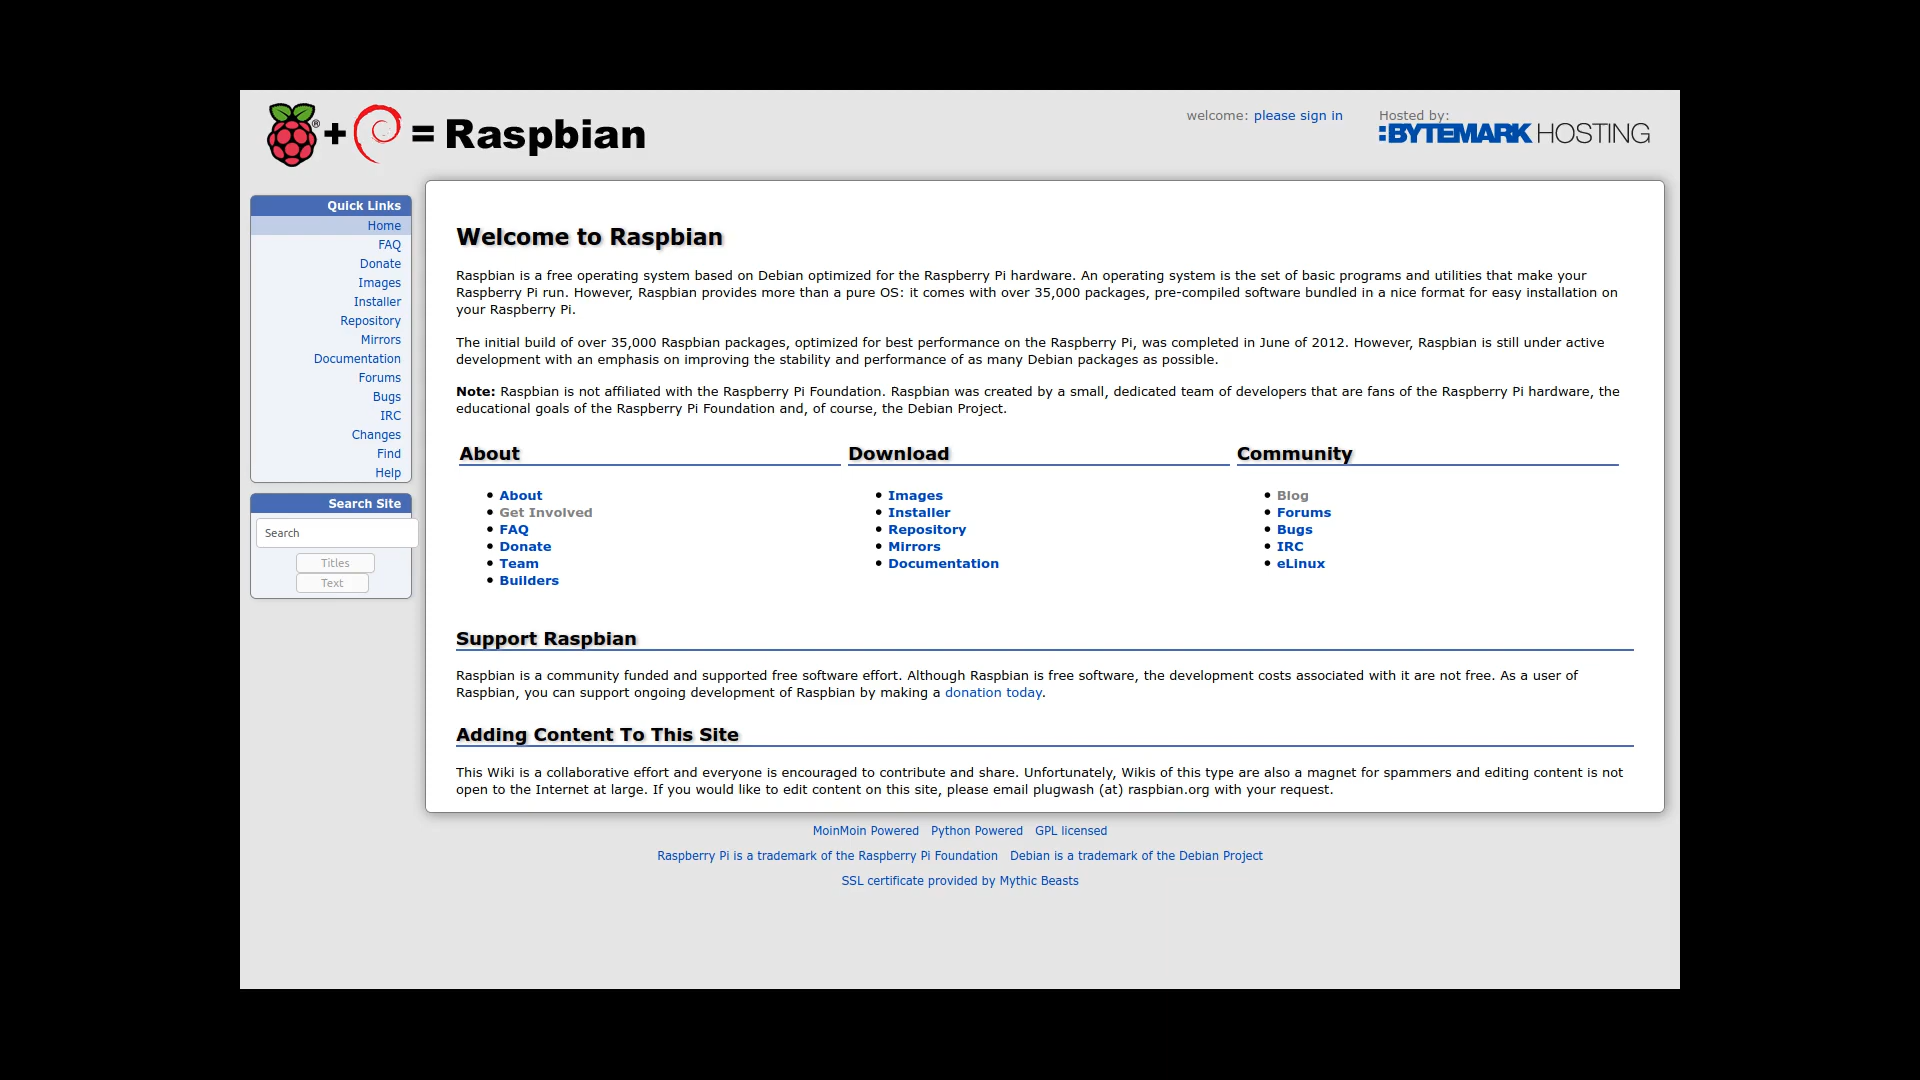 ® + = Raspbian
welcome: please sign in
Hosted by:
:BYTEMARK HOSTING
Quick Links
Home
FAQ
Donate
Images
Installer
Repository
Mirrors
Documentation
Forums
Bugs
IRC
Changes
Find
Help
Search Site
Search
Titles
Text
Welcome to Raspbian
Raspbian is a free operating system based on Debian optimized for the Raspberry Pi hardware. An operating system is the set of basic programs and utilities that make your
Raspberry Pi run. However, Raspbian provides more than a pure OS: it comes with over 35,000 packages, pre-compiled software bundled in a nice format for easy installation on
your Raspberry Pi.
The initial build of over 35,000 Raspbian packages, optimized for best performance on the Raspberry Pi, was completed in June of 2012. However, Raspbian is still under active
development with an emphasis on improving the stability and performance of as many Debian packages as possible.
Note: Raspbian is not affiliated with the Raspberry Pi Foundation. Raspbian was created by a small, dedicated team of developers that are fans of the Raspberry Pi hardware, the
educational goals of the Raspberry Pi Foundation and, of course, the Debian Project.
About
• About
• Get Involved
• FAQ
• Donate
• Team
• Builders
Download
• Images
• Installer
• Repository
• Mirrors
• Documentation
Community
• Blog
• Forums
• Bugs
• IRC
• eLinux
Support Raspbian
Raspbian is a community funded and supported free software effort. Although Raspbian is free software, the development costs associated with it are not free. As a user of
Raspbian, you can support ongoing development of Raspbian by making a donation today.
Adding Content To This Site
This Wiki is a collaborative effort and everyone is encouraged to contribute and share. Unfortunately, Wikis of this type are also a magnet for spammers and editing content is not
open to the Internet at large. If you would like to edit content on this site, please email plugwash (at) raspbian.org with your request.
MoinMoin Powered Python Powered GPL licensed
Raspberry Pi is a trademark of the Raspberry Pi Foundation Debian is a trademark of the Debian Project
SSL certificate provided by Mythic Beasts